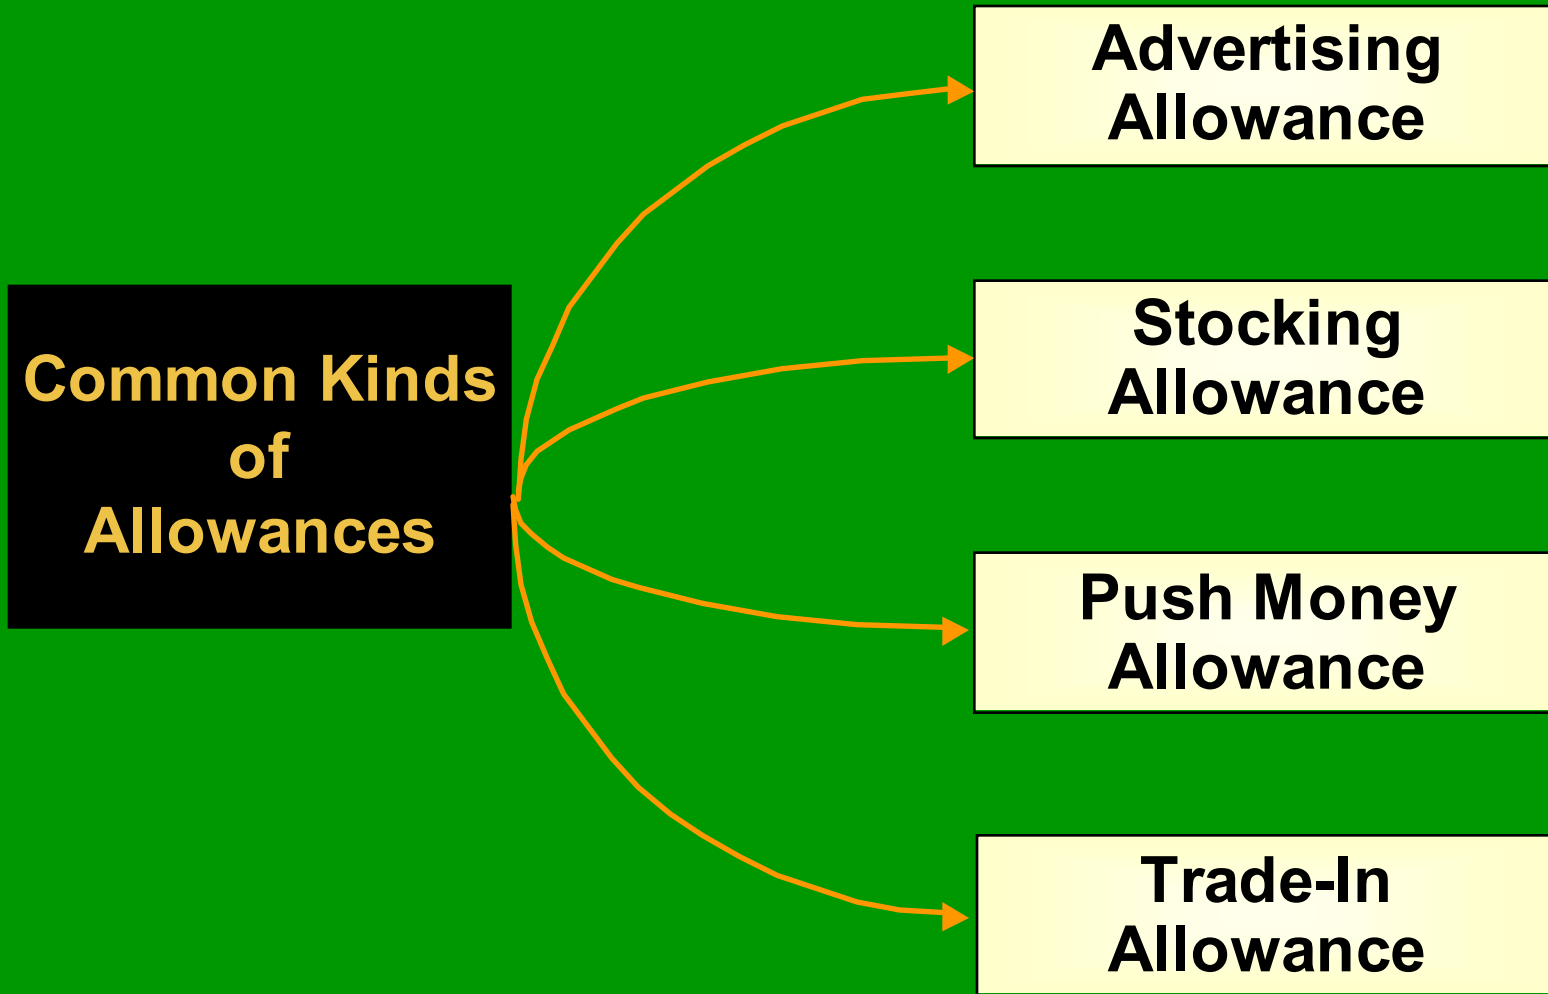 Common Kinds
of
Allowances
Advertising
Allowance
Stocking
Allowance
Push Money
Allowance
Trade-In
Allowance